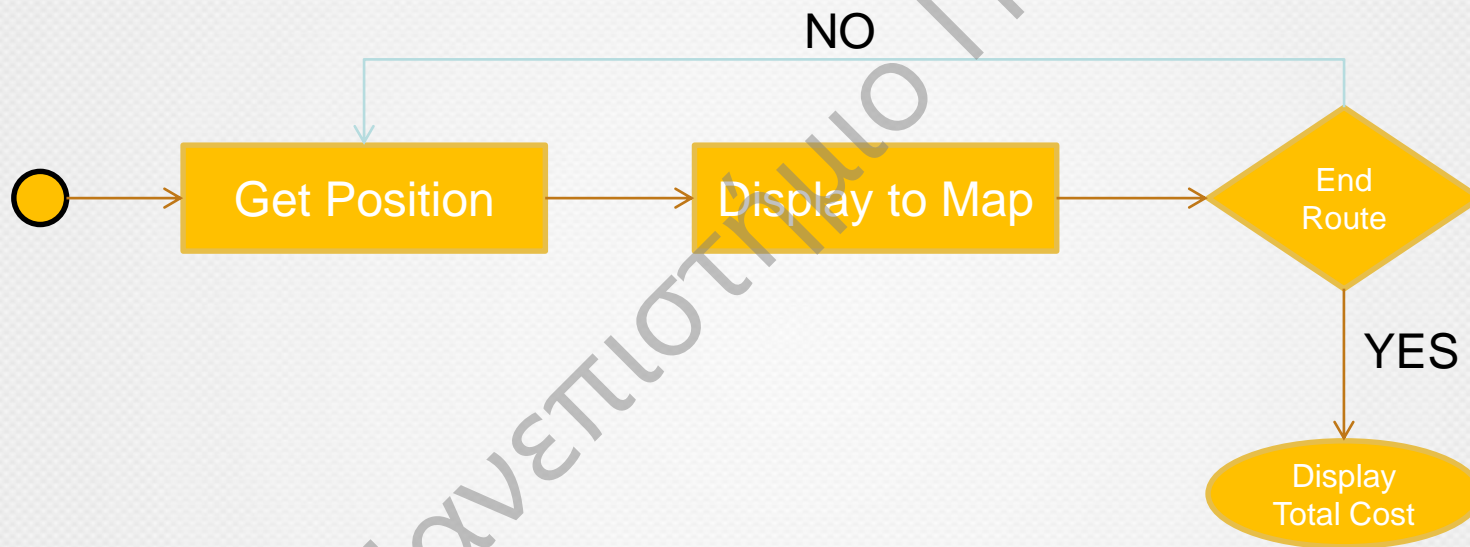 NO
Get Position
Display to Map
End
Route
YES
Display
Total Cost